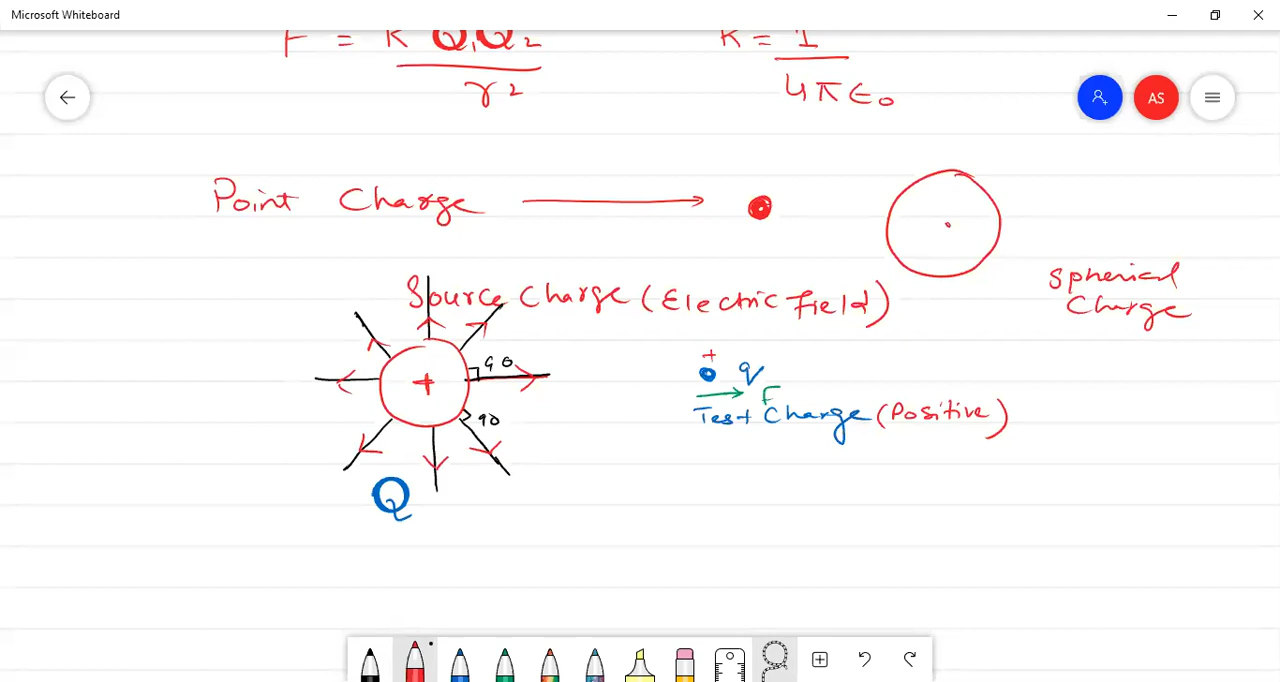 Microsoft Whiteboard
F = K Q₁Q₂ / r² K = 1 / 4πε₀
AS
Point Charge
Spherical
Charge
Source Charge (Electric field)
90
+
+ q
F
Test Charge (Positive)
90
Q